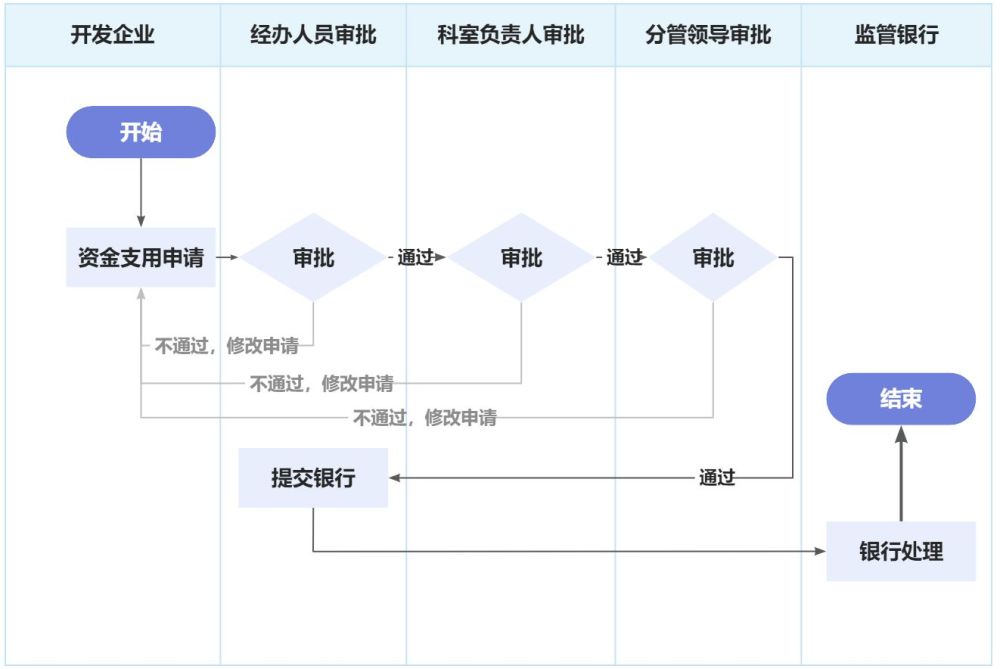 开发企业
经办人员审批
科室负责人审批
分管领导审批
监管银行
开始
资金支用申请
审批
通过
审批
通过
审批
不通过，修改申请
不通过，修改申请
不通过，修改申请
结束
提交银行
通过
银行处理